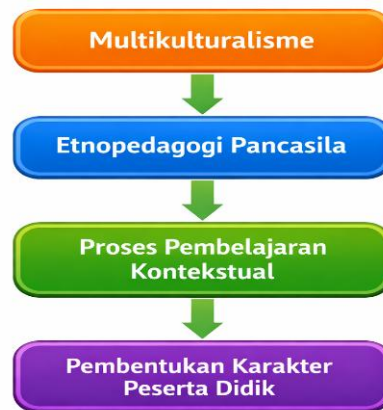 Multikulturalisme
Etnopedagogi Pancasila
Proses Pembelajaran
Kontekstual
Pembentukan Karakter
Peserta Didik